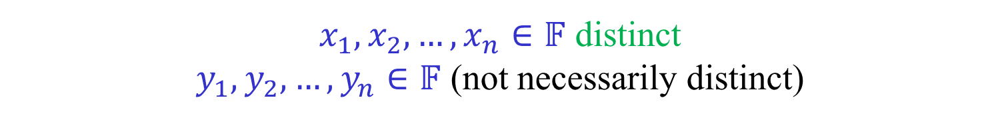 x₁, x₂, … , xₙ ∈ 𝔽 distinct
y₁, y₂, … , yₙ ∈ 𝔽 (not necessarily distinct)